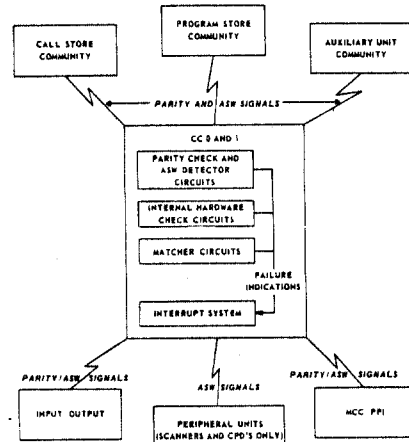 PROGRAM STORE
COMMUNITY
CALL STORE
COMMUNITY
AUXILIARY UNIT
COMMUNITY
PARITY AND ASW SIGNALS
CC 0 AND 1
PARITY CHECK AND
ASW DETECTOR
CIRCUITS
INTERNAL HARDWARE
CHECK CIRCUITS
MATCHER CIRCUITS
FAILURE
INDICATIONS
INTERRUPT SYSTEM
PARITY/ASW SIGNALS
ASW SIGNALS
PARITY/ASW SIGNALS
INPUT OUTPUT
PERIPHERAL UNITS
(SCANNERS AND CPD'S ONLY)
MCC PPI